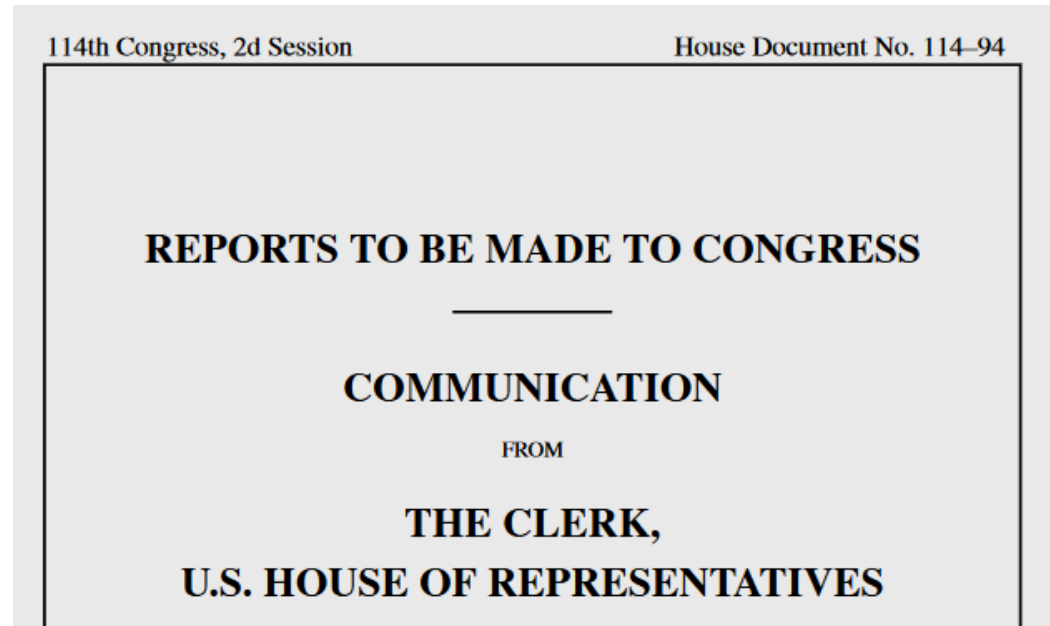 114th Congress, 2d Session House Document No. 114–94
REPORTS TO BE MADE TO CONGRESS
COMMUNICATION
FROM
THE CLERK,
U.S. HOUSE OF REPRESENTATIVES